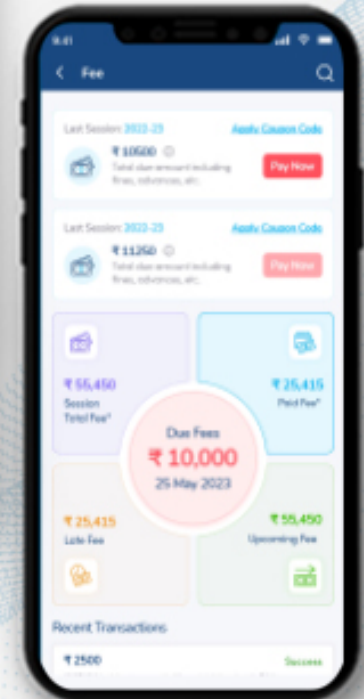 9:41
Fee
Last Session: 2022-23 Apply Coupon Code
₹ 10500
Total due amount including
fines, advances, etc.
Pay Now
Last Session: 2022-23 Apply Coupon Code
₹ 11250
Total due amount including
fines, advances, etc.
Pay Now
₹ 55,450
Session
Total Fee*
₹ 25,415
Paid Fee*
Due Fees
₹ 10,000
25 May 2023
₹ 25,415
Late Fee
₹ 55,450
Upcoming Fee
Recent Transactions
₹ 2500 Success